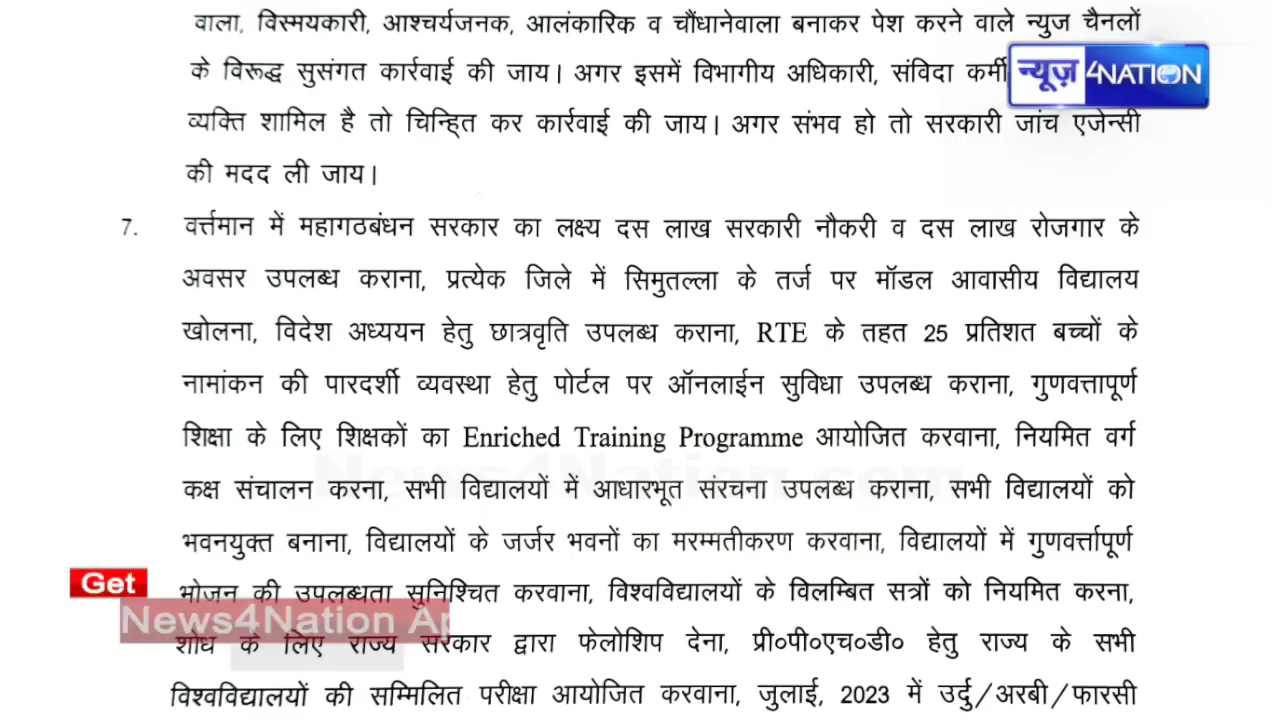 वाला, विस्मयकारी, आश्चर्यजनक, आलंकारिक व चौंधानेवाला बनाकर पेश करने वाले न्युज चैनलों
के विरूद्ध सुसंगत कार्रवाई की जाय। अगर इसमें विभागीय अधिकारी, संविदा कर्मी
न्यूज़ 4NATION
व्यक्ति शामिल है तो चिन्हि्त कर कार्रवाई की जाय। अगर संभव हो तो सरकारी जांच एजेन्सी
की मदद ली जाय।
7. वर्त्तमान में महागठबंधन सरकार का लक्ष्य दस लाख सरकारी नौकरी व दस लाख रोजगार के
अवसर उपलब्ध कराना, प्रत्येक जिले में सिमुतल्ला के तर्ज पर मॉडल आवासीय विद्यालय
खोलना, विदेश अध्ययन हेतु छात्रवृति उपलब्ध कराना, RTE के तहत 25 प्रतिशत बच्चों के
नामांकन की पारदर्शी व्यवस्था हेतु पोर्टल पर ऑनलाईन सुविधा उपलब्ध कराना, गुणवत्तापूर्ण
शिक्षा के लिए शिक्षकों का Enriched Training Programme आयोजित करवाना, नियमित वर्ग
News4Nation.com
कक्ष संचालन करना, सभी विद्यालयों में आधारभूत संरचना उपलब्ध कराना, सभी विद्यालयों को
भवनयुक्त बनाना, विद्यालयों के जर्जर भवनों का मरम्मतीकरण करवाना, विद्यालयों में गुणवर्त्तापूर्ण
Get
भोजन की उपलब्धता सुनिश्चित करवाना, विश्वविद्यालयों के विलम्बित सत्रों को नियमित करना,
News4Nation Ap
शोध के लिए राज्य सरकार द्वारा फेलोशिप देना, प्री०पी०एच०डी० हेतु राज्य के सभी
विश्वविद्यालयों की सम्मिलित परीक्षा आयोजित करवाना, जुलाई, 2023 में उर्दु/अरबी/फारसी